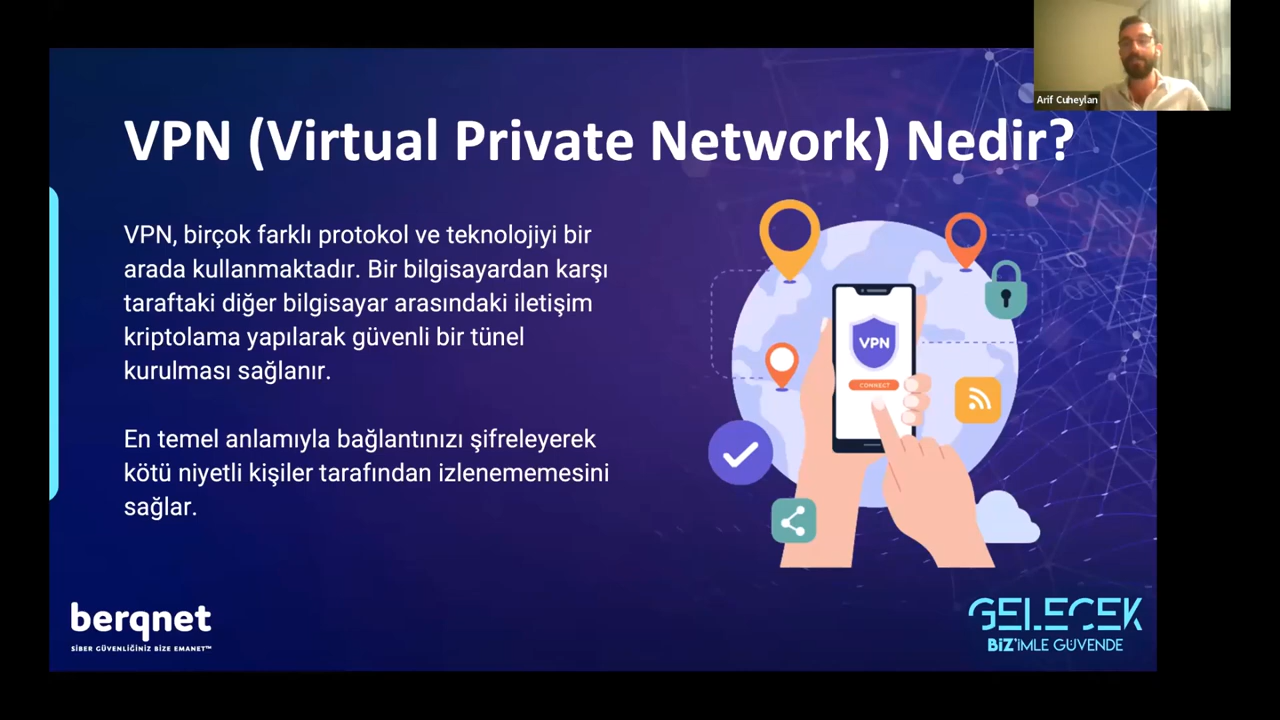 Arif Cuheylan
VPN (Virtual Private Network) Nedir?
VPN, birçok farklı protokol ve teknolojiyi bir
arada kullanmaktadır. Bir bilgisayardan karşı
taraftaki diğer bilgisayar arasındaki iletişim
kriptolama yapılarak güvenli bir tünel
kurulması sağlanır.
En temel anlamıyla bağlantınızı şifreleyerek
kötü niyetli kişiler tarafından izlenememesini
sağlar.
VPN
CONNECT
berqnet
SİBER GÜVENLİĞİNİZ BİZE EMANET™
GELECEK
BİZ'İMLE GÜVENDE